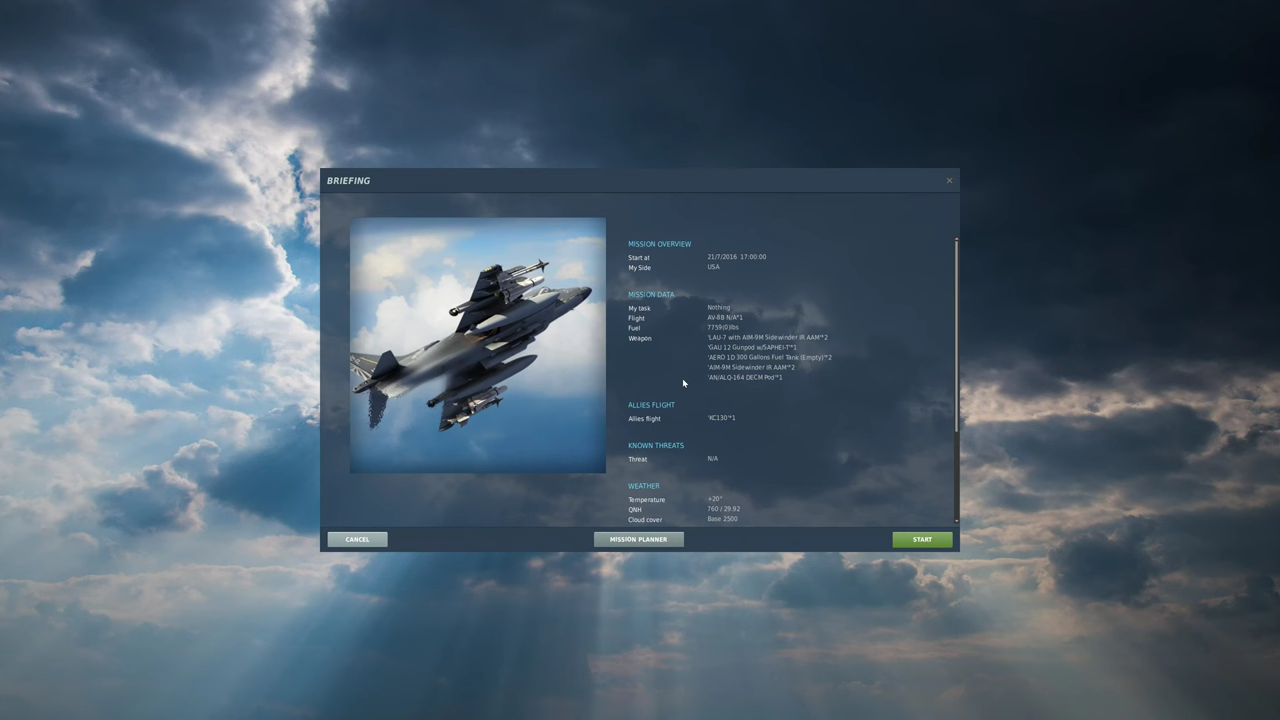 BRIEFING
MISSION OVERVIEW
Start at 21/7/2016 17:00:00
My Side USA
MISSION DATA
My task Nothing
Flight AV-8B N/A*1
Fuel 7759(0)lbs
Weapon 'LAU-7 with AIM-9M Sidewinder IR AAM'*2
'GAU 12 Gunpod w/SAPHEI-T'*1
'AERO 1D 300 Gallons Fuel Tank (Empty)'*2
'AIM-9M Sidewinder IR AAM'*2
'AN/ALQ-164 DECM Pod'*1
ALLIES FLIGHT
Allies flight 'KC130'*1
KNOWN THREATS
Threat N/A
WEATHER
Temperature +20°
QNH 760 / 29.92
Cloud cover Base 2500
CANCEL MISSION PLANNER START